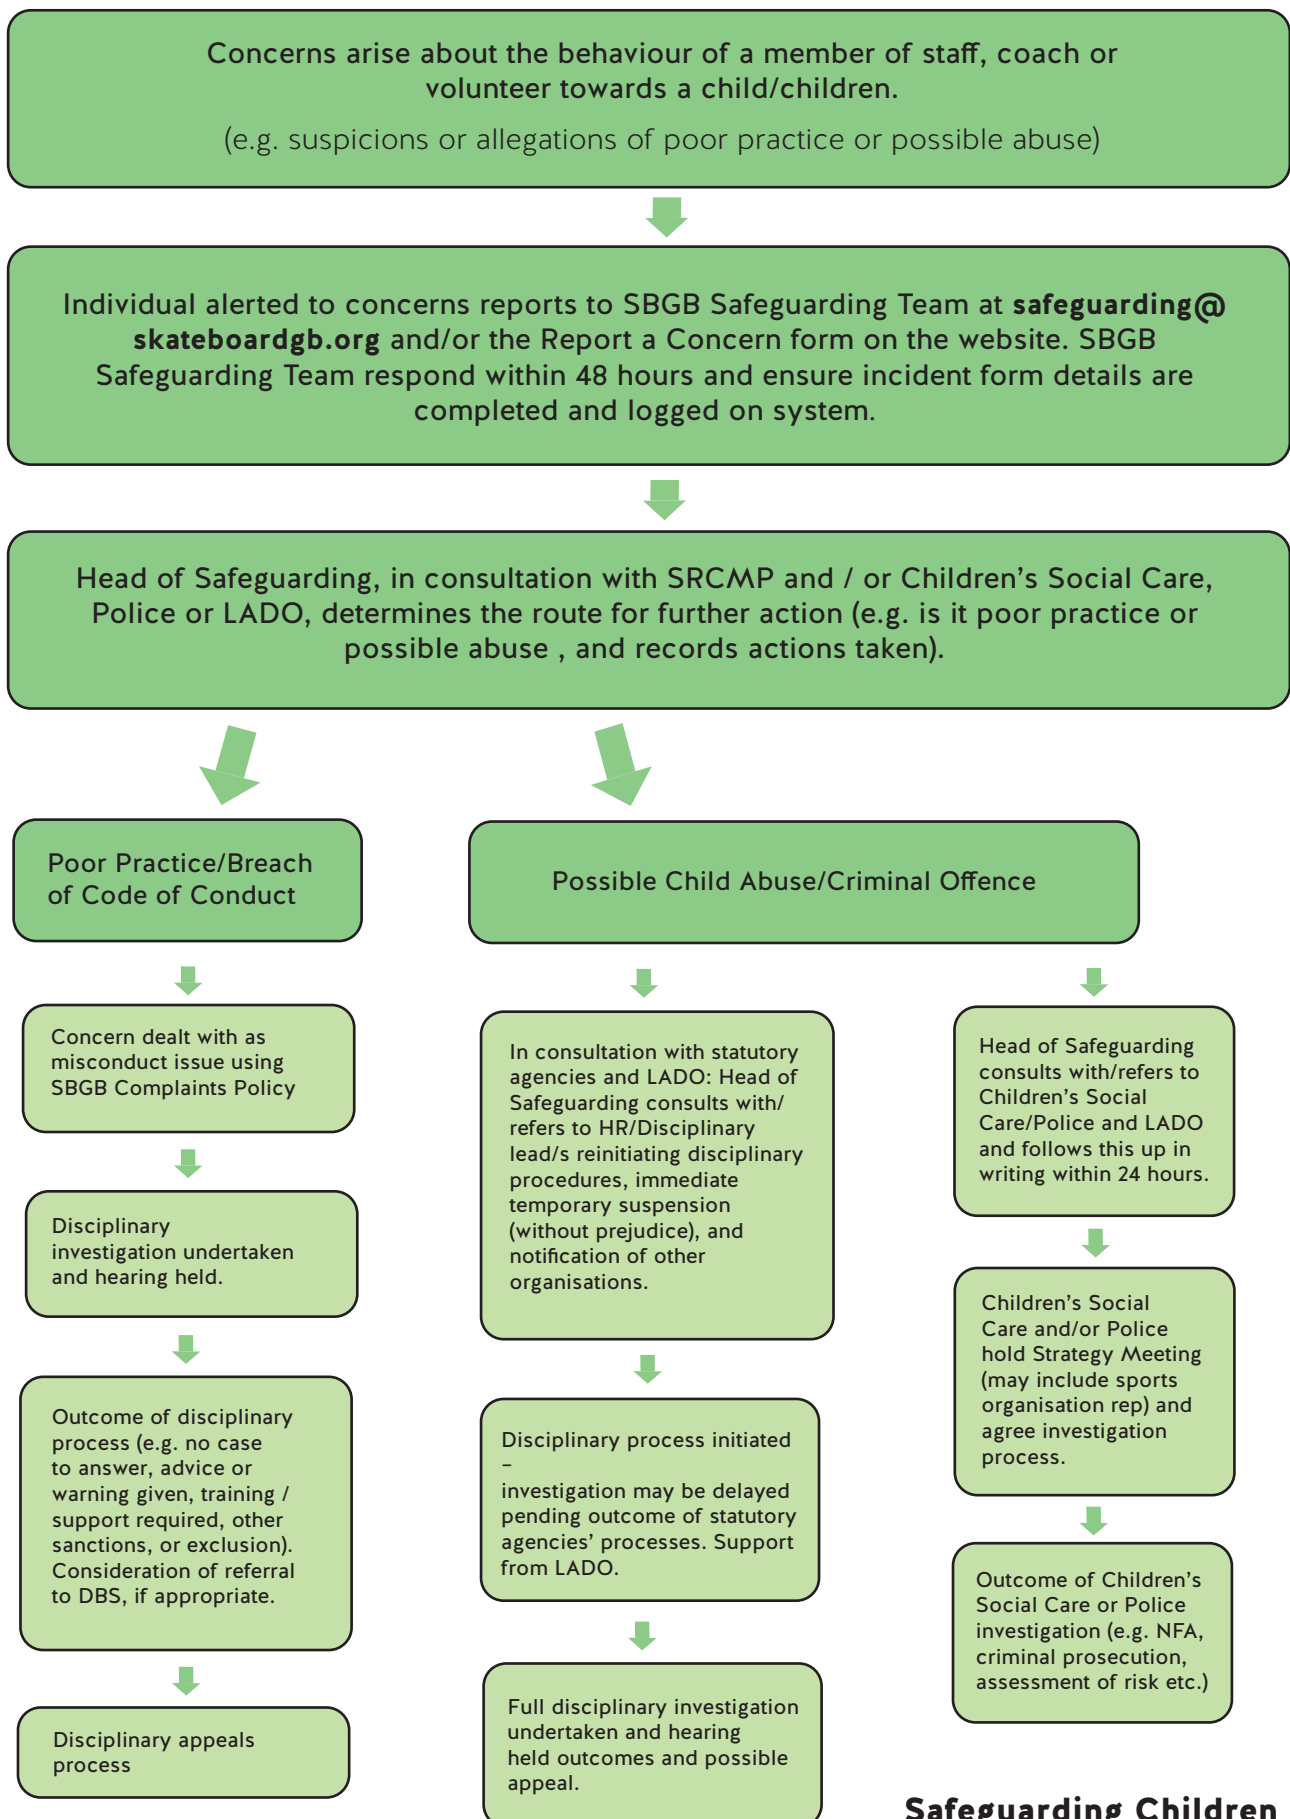 Concerns arise about the behaviour of a member of staff, coach or
volunteer towards a child/children.
(e.g. suspicions or allegations of poor practice or possible abuse)
Individual alerted to concerns reports to SBGB Safeguarding Team at safeguarding@
skateboardgb.org and/or the Report a Concern form on the website. SBGB
Safeguarding Team respond within 48 hours and ensure incident form details are
completed and logged on system.
Head of Safeguarding, in consultation with SRCMP and / or Children’s Social Care,
Police or LADO, determines the route for further action (e.g. is it poor practice or
possible abuse , and records actions taken).
Poor Practice/Breach
of Code of Conduct
Concern dealt with as
misconduct issue using
SBGB Complaints Policy
Disciplinary
investigation undertaken
and hearing held.
Outcome of disciplinary
process (e.g. no case
to answer, advice or
warning given, training /
support required, other
sanctions, or exclusion).
Consideration of referral
to DBS, if appropriate.
Disciplinary appeals
process
Possible Child Abuse/Criminal Offence
In consultation with statutory
agencies and LADO: Head of
Safeguarding consults with/
refers to HR/Disciplinary
lead/s reinitiating disciplinary
procedures, immediate
temporary suspension
(without prejudice), and
notification of other
organisations.
Disciplinary process initiated
–
investigation may be delayed
pending outcome of statutory
agencies’ processes. Support
from LADO.
Full disciplinary investigation
undertaken and hearing
held outcomes and possible
appeal.
Head of Safeguarding
consults with/refers to
Children’s Social
Care/Police and LADO
and follows this up in
writing within 24 hours.
Children’s Social
Care and/or Police
hold Strategy Meeting
(may include sports
organisation rep) and
agree investigation
process.
Outcome of Children’s
Social Care or Police
investigation (e.g. NFA,
criminal prosecution,
assessment of risk etc.)
Safeguarding Children